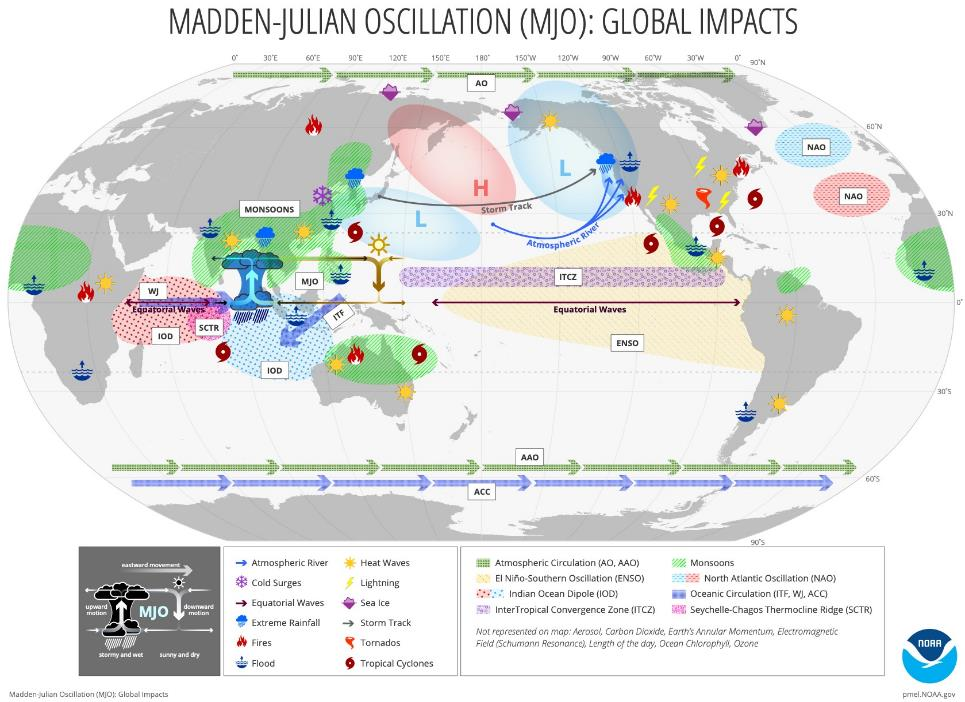 MADDEN-JULIAN OSCILLATION (MJO): GLOBAL IMPACTS
0° 30°E 60°E 90°E 120°E 150°E 180° 150°W 120°W 90°W 60°W 30°W 0° 90°N
AO
60°N
NAO
H
L
NAO
MONSOONS
Storm Track
30°N
L
Atmospheric River
MJO
ITCZ
WJ
Equatorial Waves
Equatorial Waves
0°
ITF
SCTR
IOD
ENSO
IOD
30°S
AAO
60°S
ACC
90°S
eastward movement
upward motion
MJO
downward motion
stormy and wet
sunny and dry
Atmospheric River
Cold Surges
Equatorial Waves
Extreme Rainfall
Fires
Flood
Heat Waves
Lightning
Sea Ice
Storm Track
Tornados
Tropical Cyclones
Atmospheric Circulation (AO, AAO)
El Niño-Southern Oscillation (ENSO)
Indian Ocean Dipole (IOD)
InterTropical Convergence Zone (ITCZ)
Monsoons
North Atlantic Oscillation (NAO)
Oceanic Circulation (ITF, WJ, ACC)
Seychelle-Chagos Thermocline Ridge (SCTR)
Not represented on map: Aerosol, Carbon Dioxide, Earth's Annular Momentum, Electromagnetic
Field (Schumann Resonance), Length of the day, Ocean Chlorophyll, Ozone
NOAA
Madden-Julian Oscillation (MJO): Global Impacts
pmel.NOAA.gov